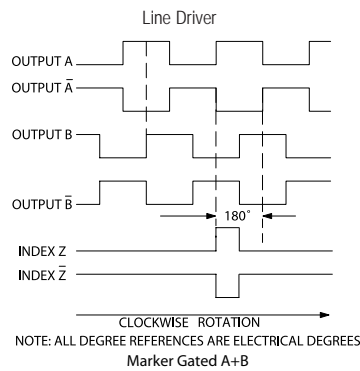 Line Driver
OUTPUT A
OUTPUT A̅
OUTPUT B
OUTPUT B̅
180°
INDEX Z
INDEX Z̅
CLOCKWISE ROTATION
NOTE: ALL DEGREE REFERENCES ARE ELECTRICAL DEGREES
Marker Gated A+B